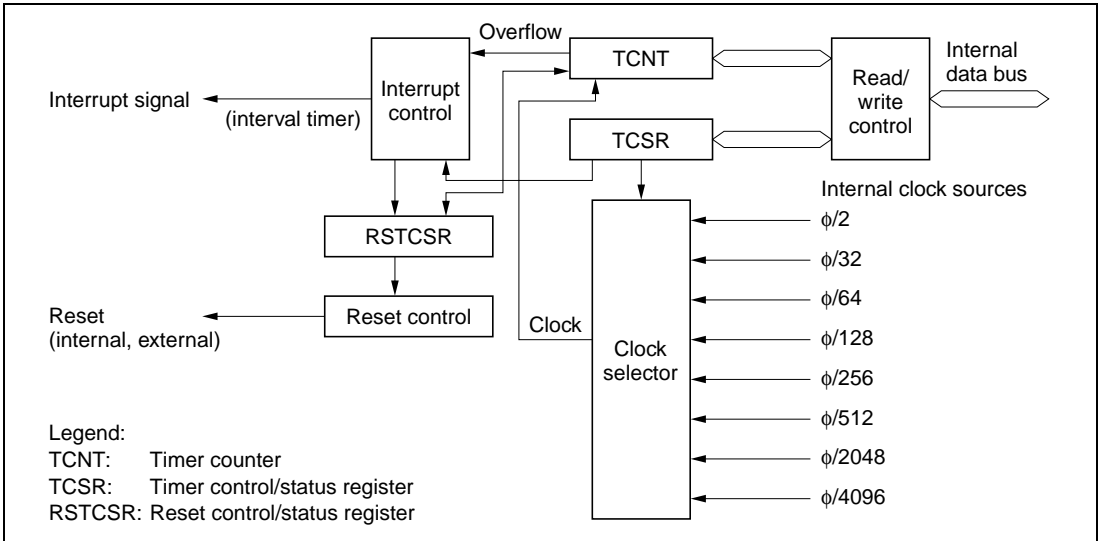 Overflow
TCNT
Interrupt
control
Read/
write
control
Internal
data bus
Interrupt signal
(interval timer)
TCSR
Internal clock sources
RSTCSR
Reset control
Reset
(internal, external)
Clock
Clock
selector
ϕ/2
ϕ/32
ϕ/64
ϕ/128
ϕ/256
ϕ/512
ϕ/2048
ϕ/4096
Legend:
TCNT: Timer counter
TCSR: Timer control/status register
RSTCSR: Reset control/status register